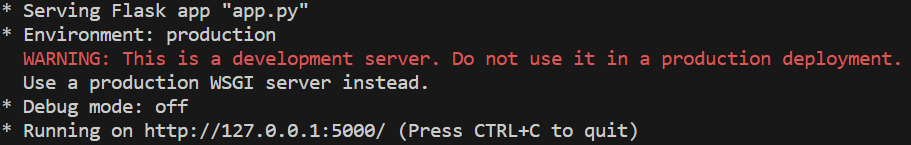 * Serving Flask app "app.py"
* Environment: production
WARNING: This is a development server. Do not use it in a production deployment.
Use a production WSGI server instead.
* Debug mode: off
* Running on http://127.0.0.1:5000/ (Press CTRL+C to quit)